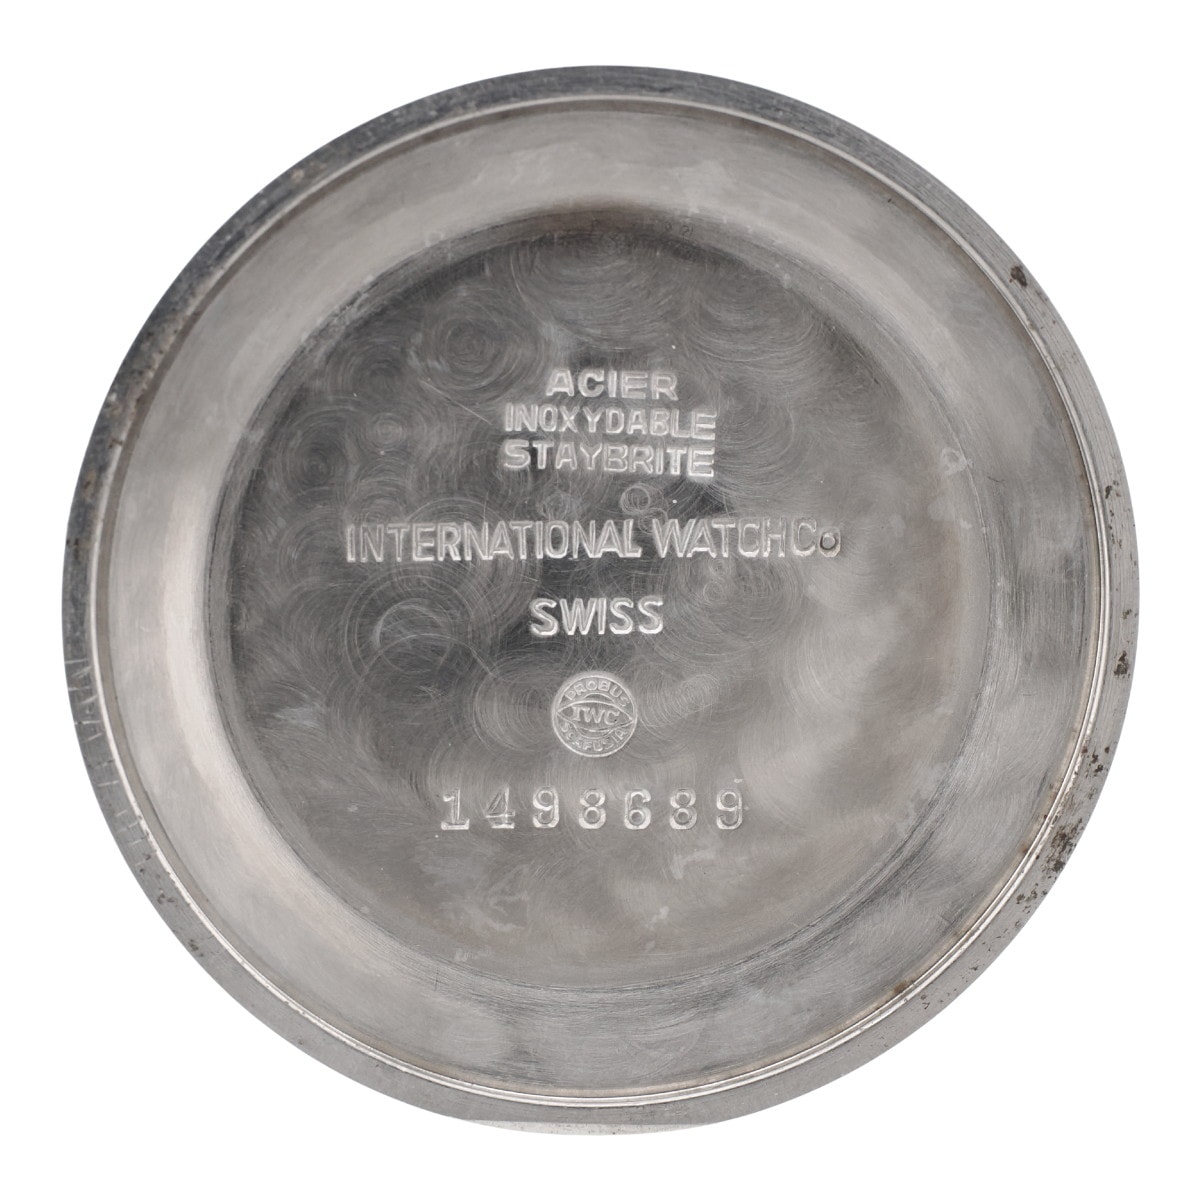 ACIER
INOXYDABLE
STAYBRITE
INTERNATIONAL WATCH Co
SWISS
PROBUS
IWC
SCAFUSIA
1498689